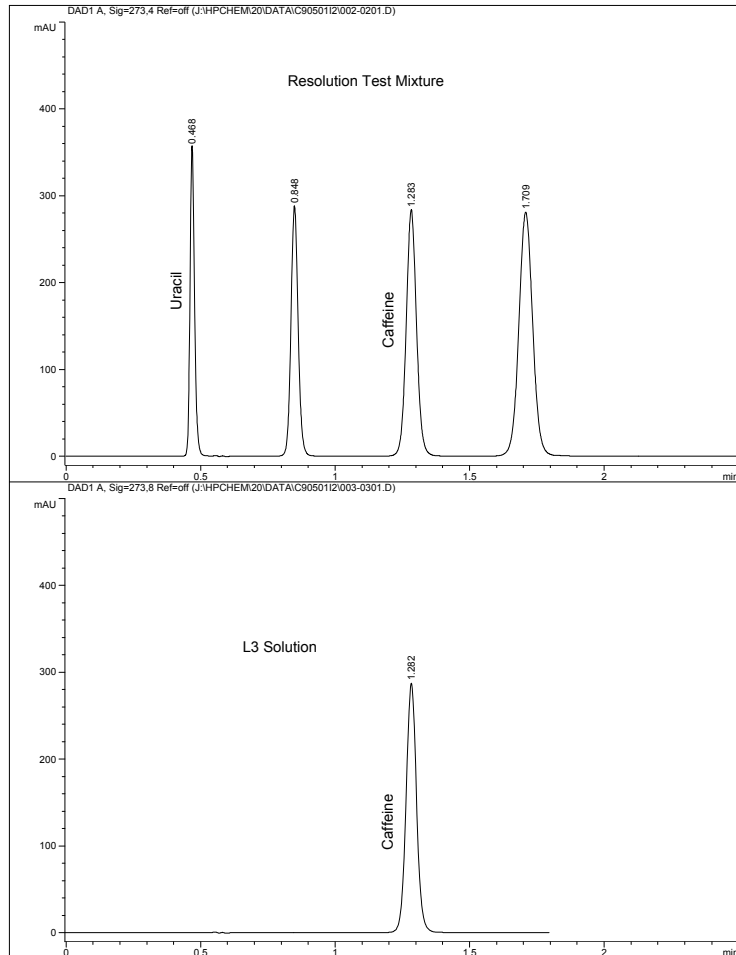 DAD1 A, Sig=273,4 Ref=off (J:\HPCHEM\20\DATA\C90501I2\002-0201.D)
mAU
Resolution Test Mixture
400
300
200
100
0
0.468
0.848
1.283
1.709
Uracil
Caffeine
0 0.5 1 1.5 2 min
DAD1 A, Sig=273,8 Ref=off (J:\HPCHEM\20\DATA\C90501I2\003-0301.D)
mAU
400
L3 Solution
300
200
100
0
1.282
Caffeine
0 0.5 1 1.5 2 min